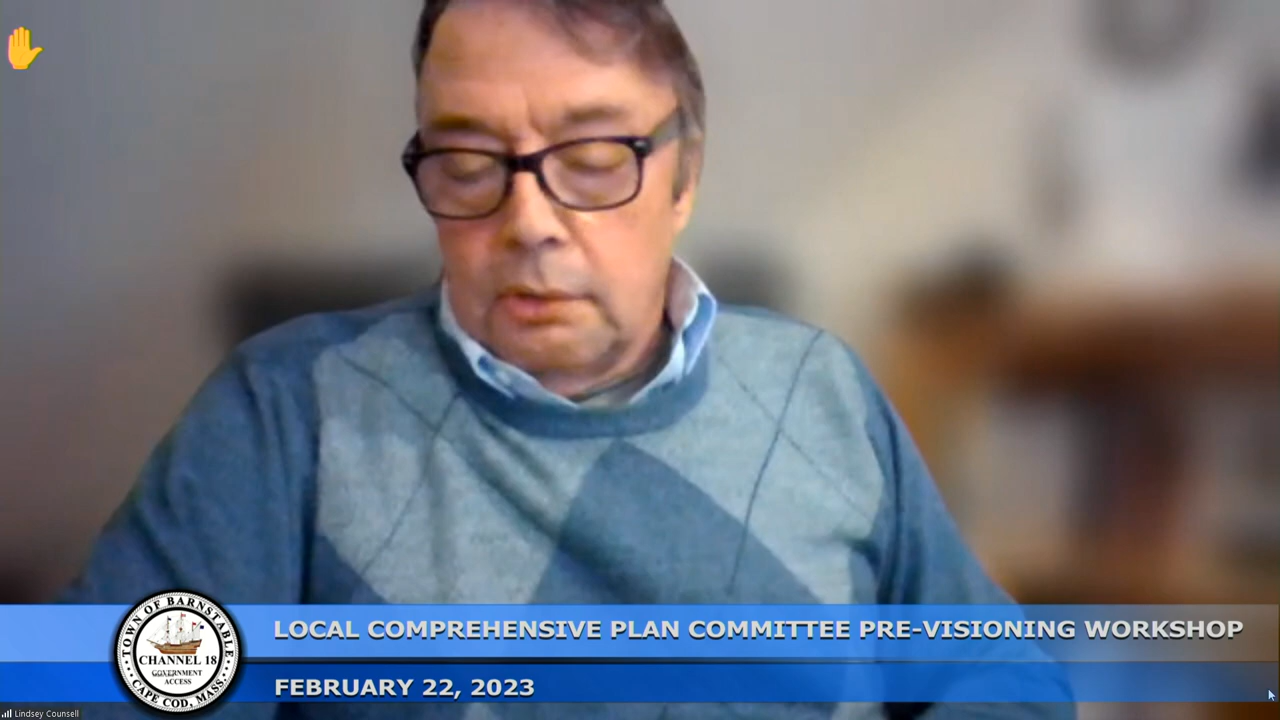 LOCAL COMPREHENSIVE PLAN COMMITTEE PRE-VISIONING WORKSHOP
FEBRUARY 22, 2023
TOWN OF BARNSTABLE
CHANNEL 18
GOVERNMENT
ACCESS
CAPE COD, MASS.
Lindsey Counsell